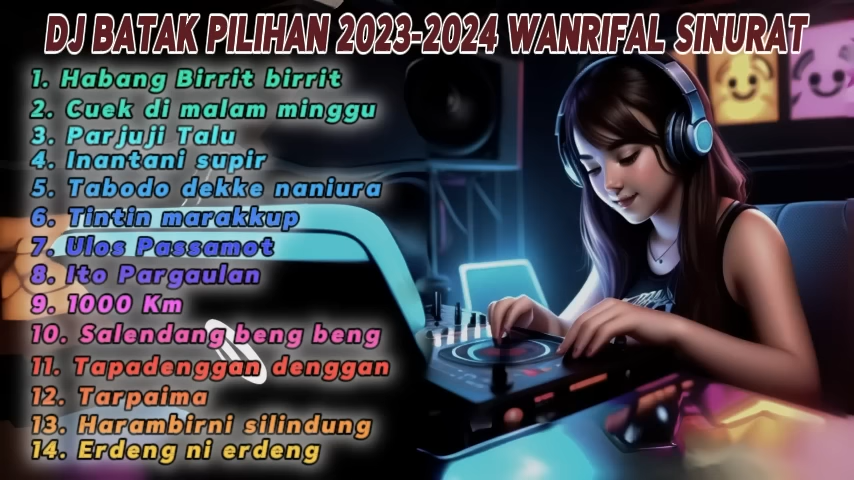 DJ BATAK PILIHAN 2023-2024 WANRIFAL SINURAT
1. Habang Birrit birrit
2. Cuek di malam minggu
3. Parjuji Talu
4. Inantani supir
5. Tabodo dekke naniura
6. Tintin marakkup
7. Ulos Passamot
8. Ito Pargaulan
9. 1000 Km
10. Salendang beng beng
11. Tapadenggan denggan
12. Tarpaima
13. Harambirni silindung
14. Erdeng ni erdeng